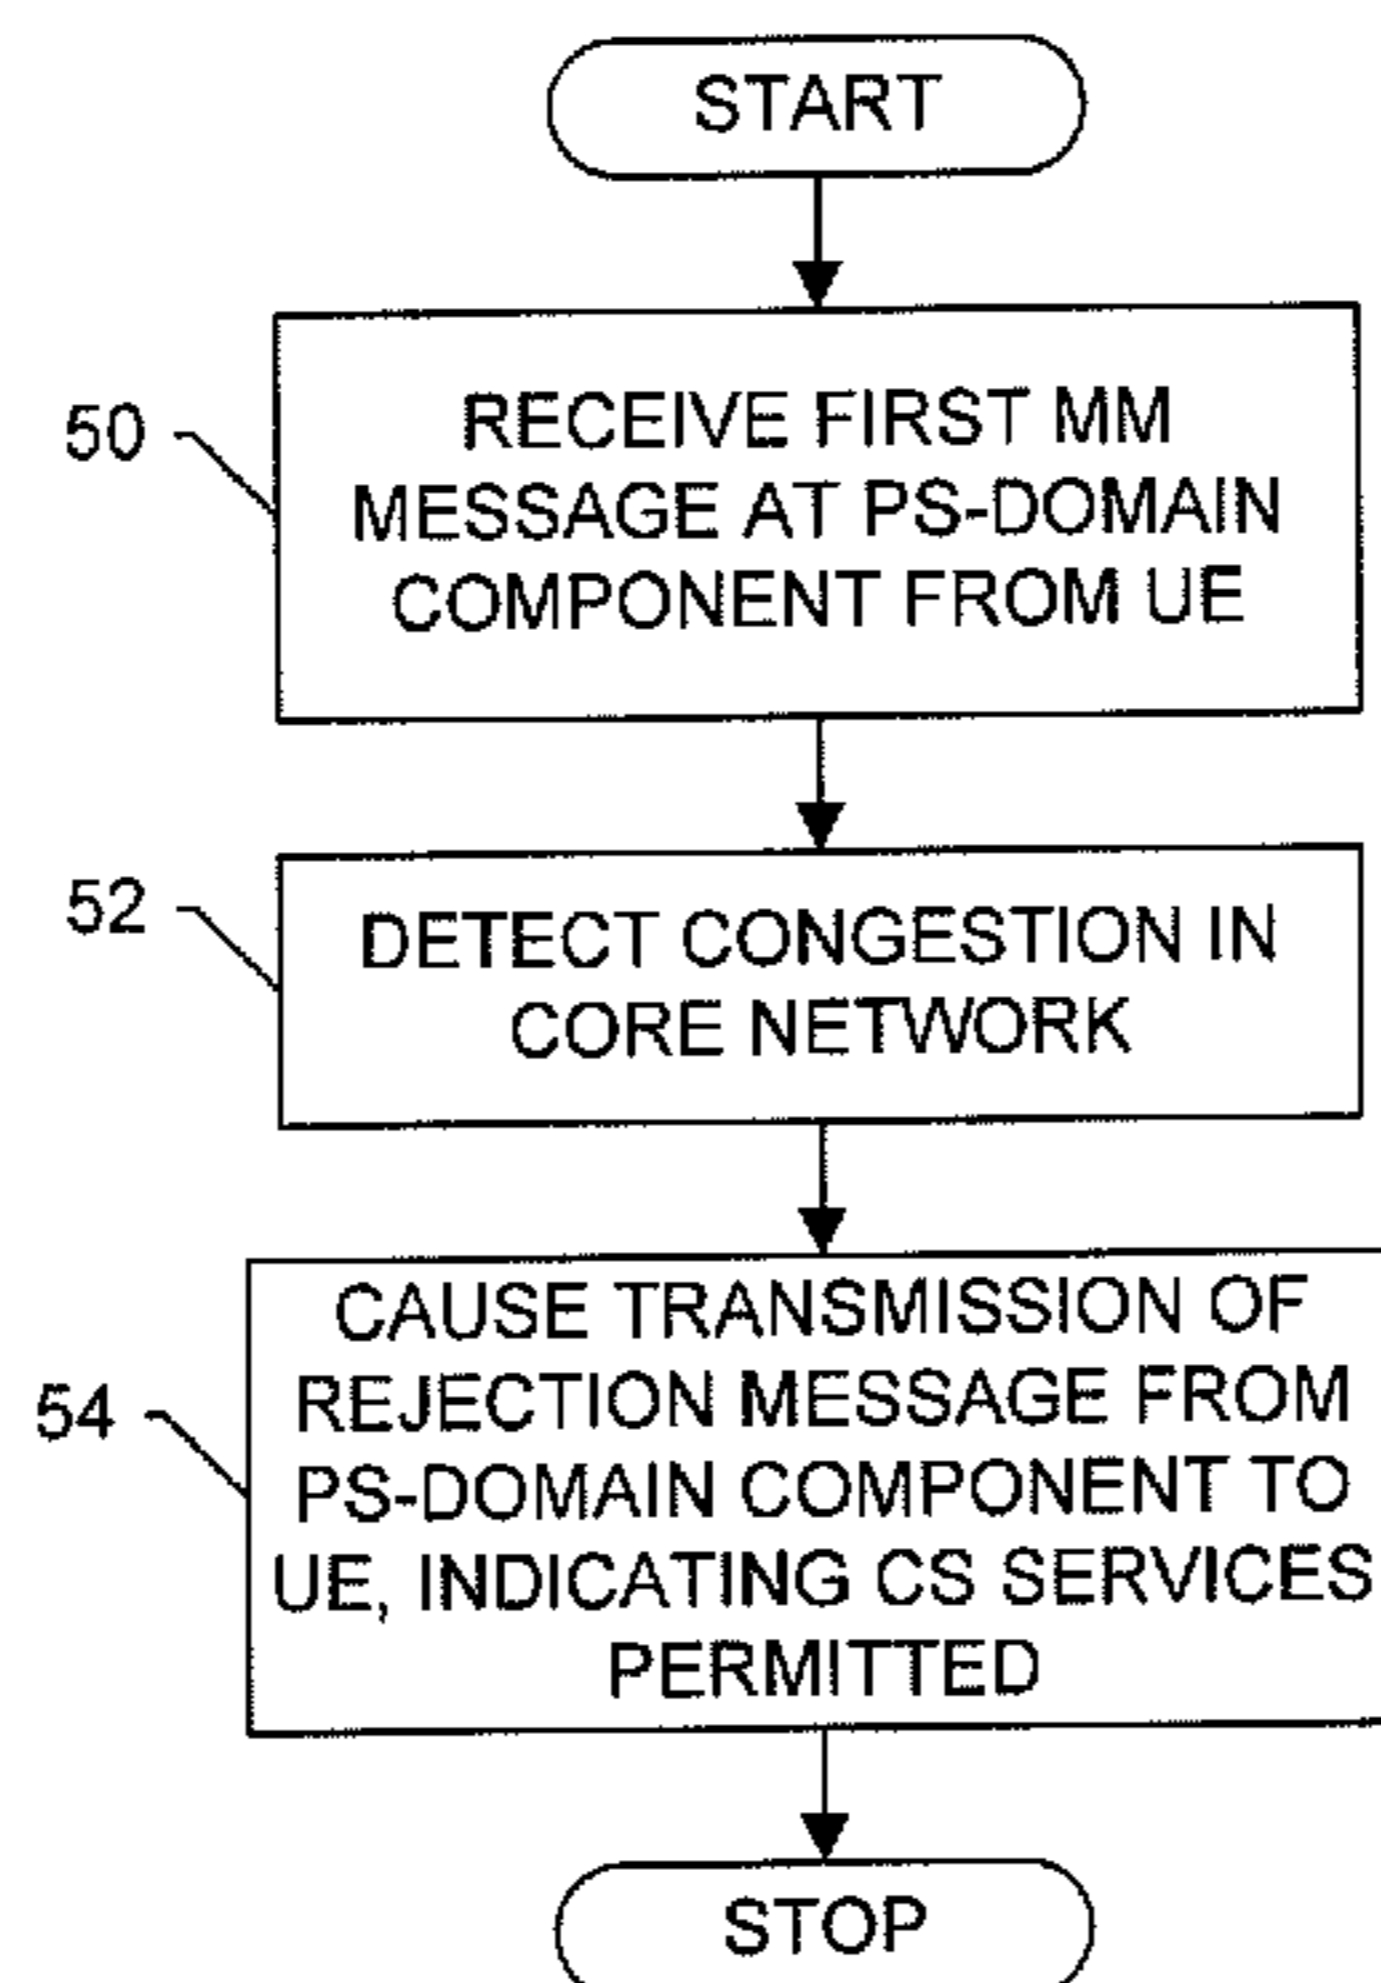 START
50
RECEIVE FIRST MM
MESSAGE AT PS-DOMAIN
COMPONENT FROM UE
52
DETECT CONGESTION IN
CORE NETWORK
54
CAUSE TRANSMISSION OF
REJECTION MESSAGE FROM
PS-DOMAIN COMPONENT TO
UE, INDICATING CS SERVICES
PERMITTED
STOP